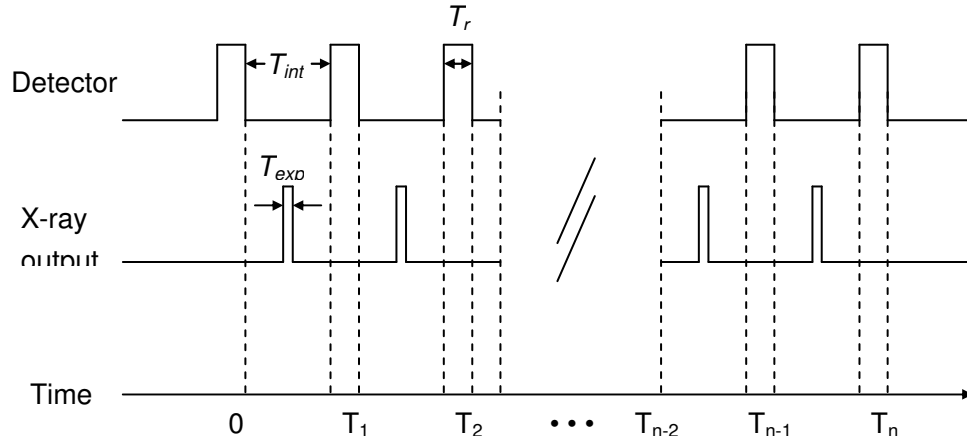 T_r
T_int
Detector
T_exp
X-ray
output
Time
0 T_1 T_2 ••• T_n-2 T_n-1 T_n